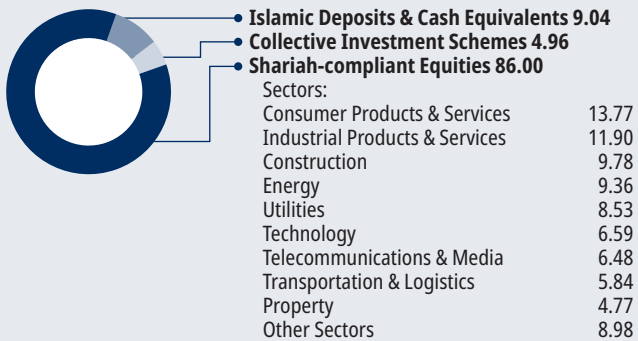 Islamic Deposits & Cash Equivalents 9.04
Collective Investment Schemes 4.96
Shariah-compliant Equities 86.00
Sectors:
Consumer Products & Services 13.77
Industrial Products & Services 11.90
Construction 9.78
Energy 9.36
Utilities 8.53
Technology 6.59
Telecommunications & Media 6.48
Transportation & Logistics 5.84
Property 4.77
Other Sectors 8.98